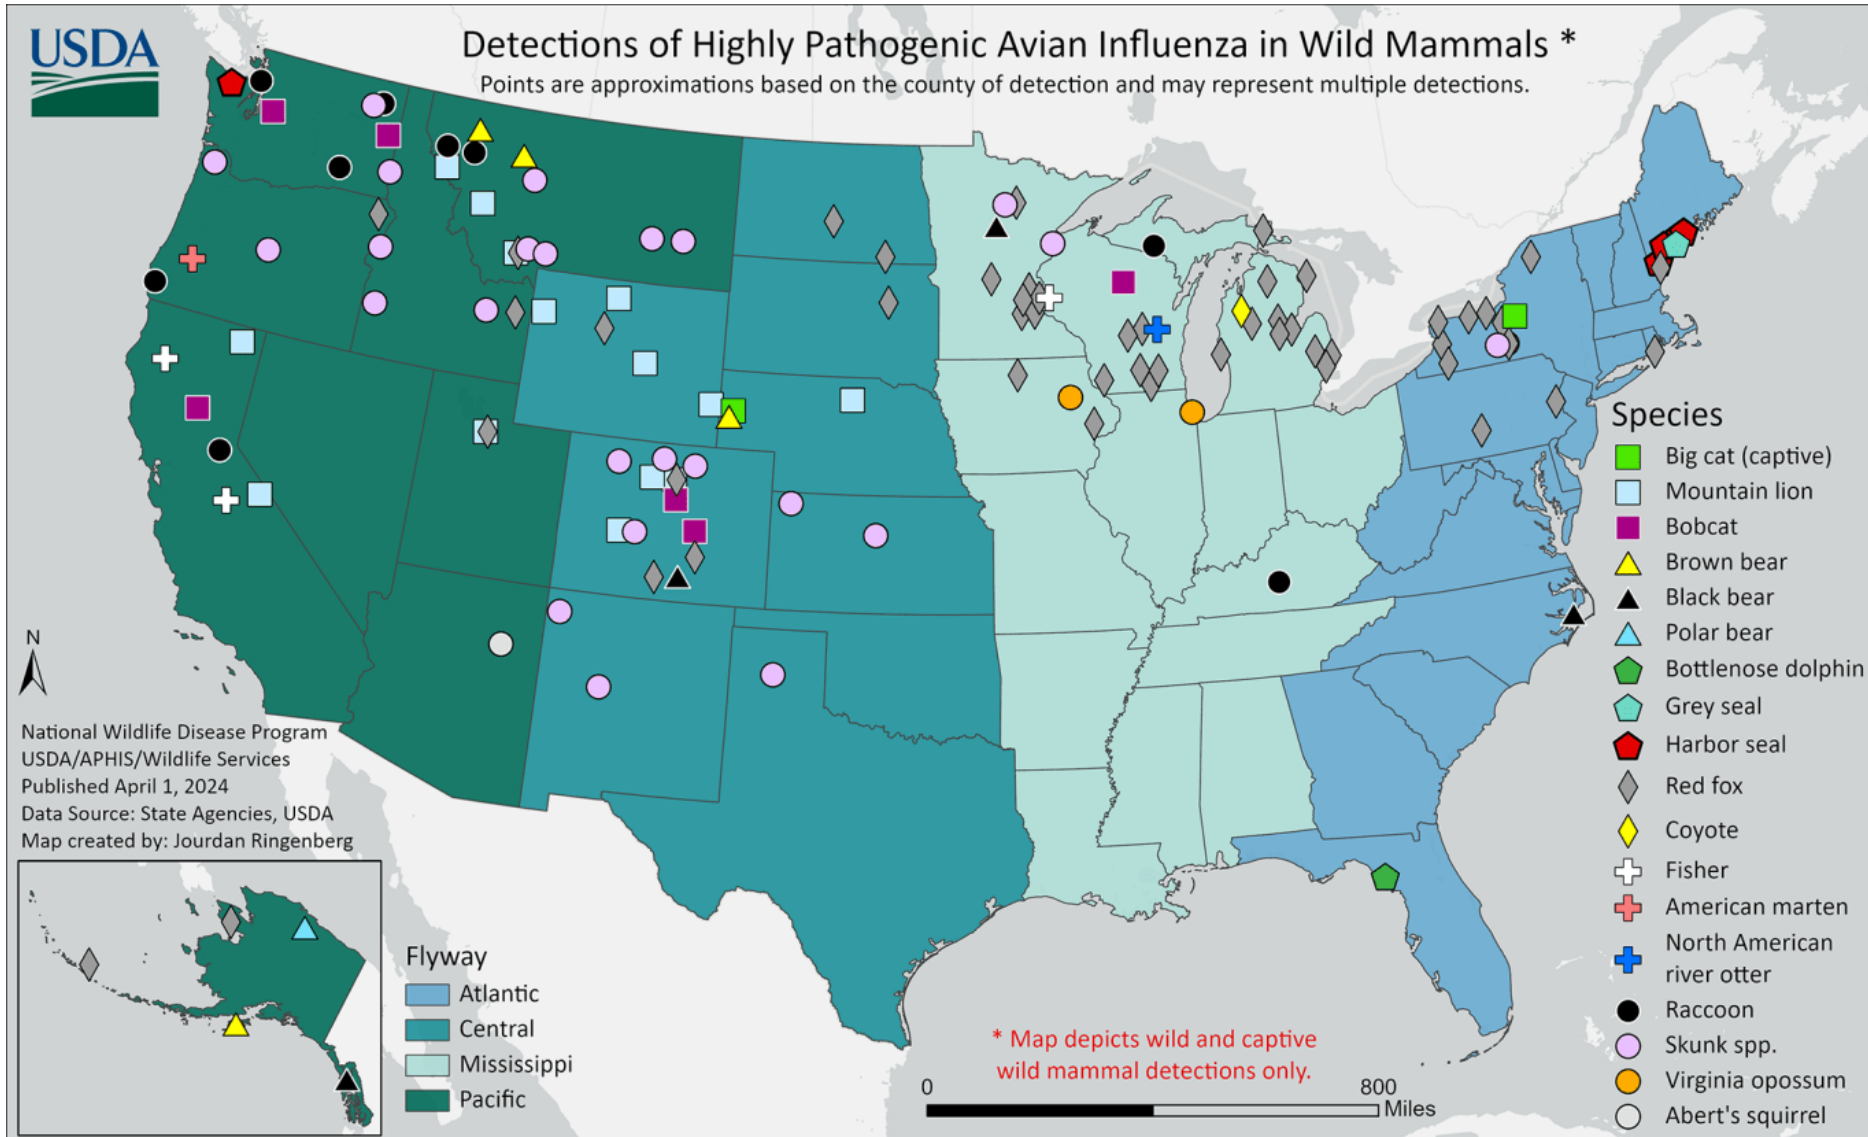 USDA
Detections of Highly Pathogenic Avian Influenza in Wild Mammals *
Points are approximations based on the county of detection and may represent multiple detections.
Species
Big cat (captive)
Mountain lion
Bobcat
Brown bear
Black bear
Polar bear
Bottlenose dolphin
Grey seal
Harbor seal
Red fox
Coyote
Fisher
American marten
North American
river otter
Raccoon
Skunk spp.
Virginia opossum
Abert's squirrel
N
National Wildlife Disease Program
USDA/APHIS/Wildlife Services
Published April 1, 2024
Data Source: State Agencies, USDA
Map created by: Jourdan Ringenberg
Flyway
Atlantic
Central
Mississippi
Pacific
* Map depicts wild and captive
wild mammal detections only.
0 800
Miles